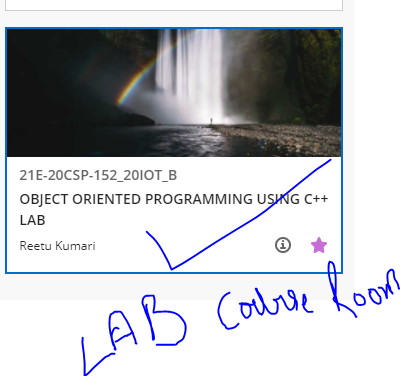 21E-20CSP-152_20IOT_B
OBJECT ORIENTED PROGRAMMING USING C++
LAB
Reetu Kumari
LAB Course Room